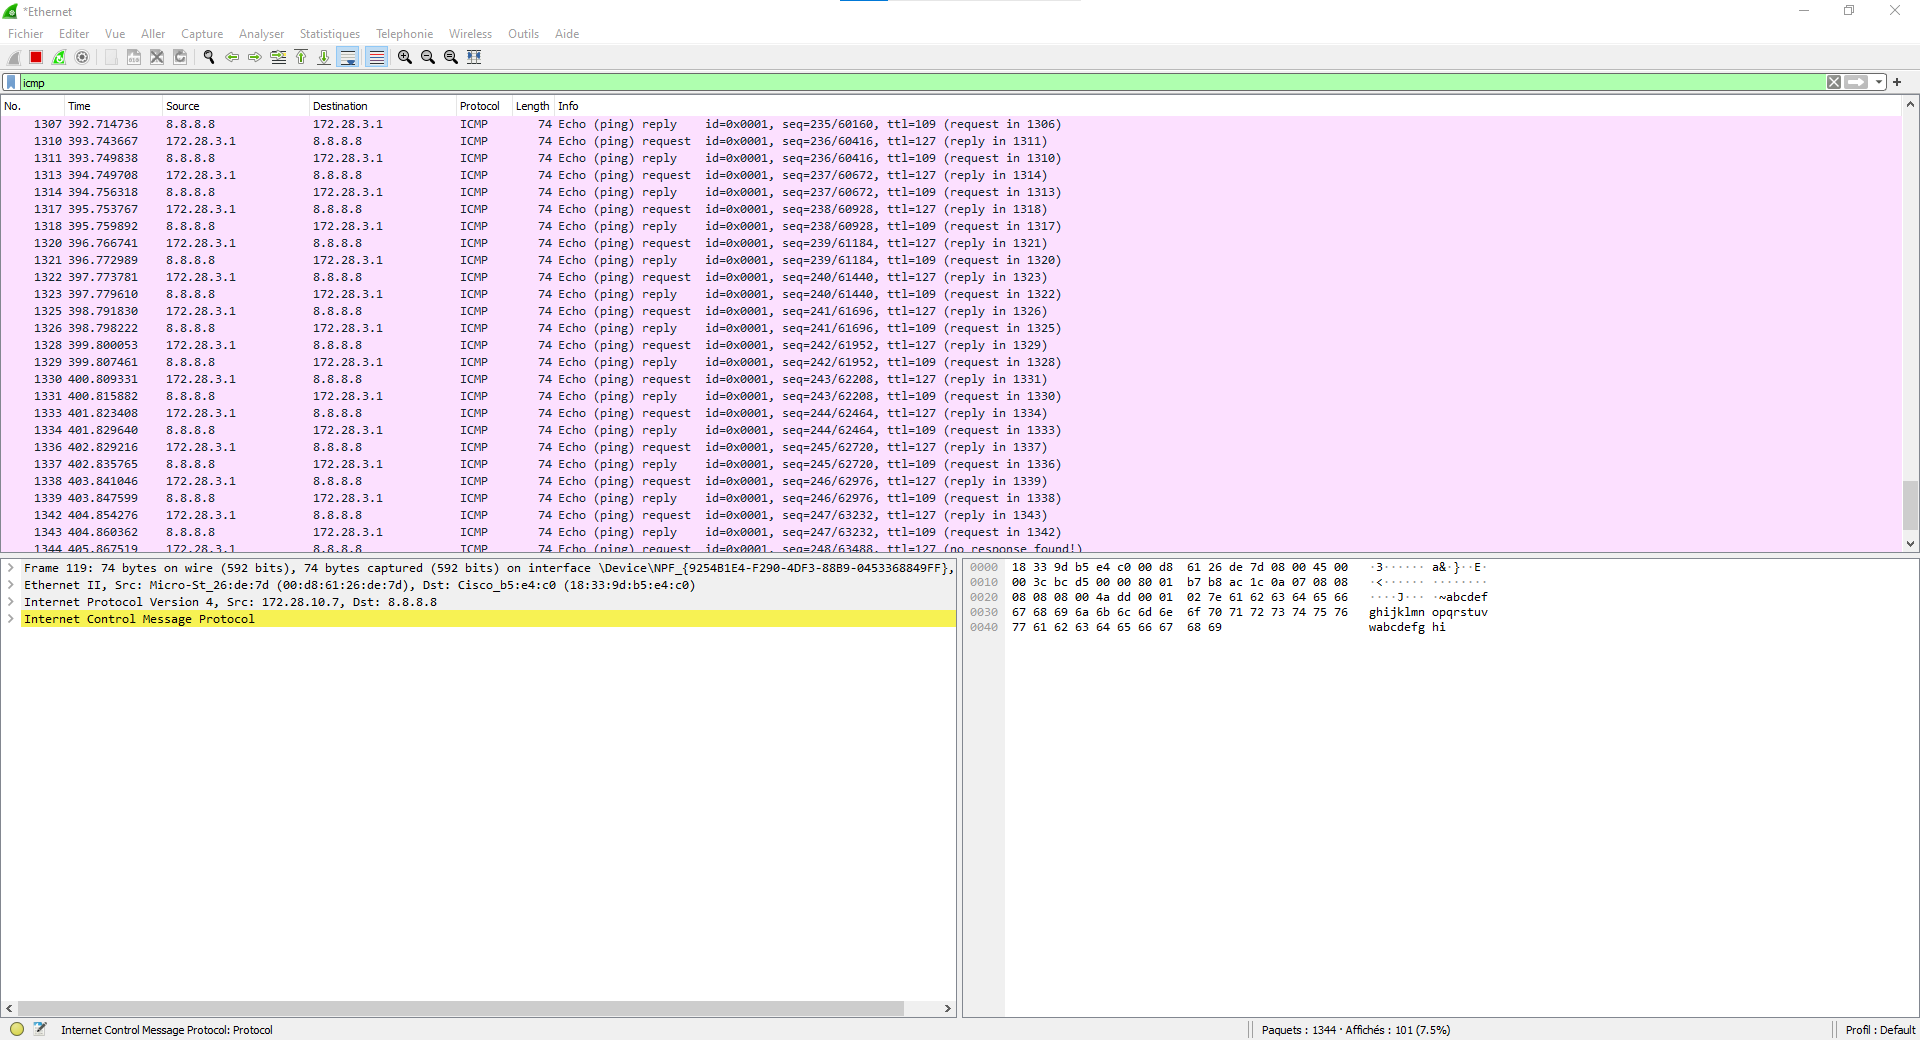 *Ethernet
Fichier Editer Vue Aller Capture Analyser Statistiques Telephonie Wireless Outils Aide
icmp
No. Time Source Destination Protocol Length Info
1307 392.714736 8.8.8.8 172.28.3.1 ICMP 74 Echo (ping) reply id=0x0001, seq=235/60160, ttl=109 (request in 1306)
1310 393.743667 172.28.3.1 8.8.8.8 ICMP 74 Echo (ping) request id=0x0001, seq=236/60416, ttl=127 (reply in 1311)
1311 393.749838 8.8.8.8 172.28.3.1 ICMP 74 Echo (ping) reply id=0x0001, seq=236/60416, ttl=109 (request in 1310)
1313 394.749708 172.28.3.1 8.8.8.8 ICMP 74 Echo (ping) request id=0x0001, seq=237/60672, ttl=127 (reply in 1314)
1314 394.756318 8.8.8.8 172.28.3.1 ICMP 74 Echo (ping) reply id=0x0001, seq=237/60672, ttl=109 (request in 1313)
1317 395.753767 172.28.3.1 8.8.8.8 ICMP 74 Echo (ping) request id=0x0001, seq=238/60928, ttl=127 (reply in 1318)
1318 395.759892 8.8.8.8 172.28.3.1 ICMP 74 Echo (ping) reply id=0x0001, seq=238/60928, ttl=109 (request in 1317)
1320 396.766741 172.28.3.1 8.8.8.8 ICMP 74 Echo (ping) request id=0x0001, seq=239/61184, ttl=127 (reply in 1321)
1321 396.772989 8.8.8.8 172.28.3.1 ICMP 74 Echo (ping) reply id=0x0001, seq=239/61184, ttl=109 (request in 1320)
1322 397.773781 172.28.3.1 8.8.8.8 ICMP 74 Echo (ping) request id=0x0001, seq=240/61440, ttl=127 (reply in 1323)
1323 397.779610 8.8.8.8 172.28.3.1 ICMP 74 Echo (ping) reply id=0x0001, seq=240/61440, ttl=109 (request in 1322)
1325 398.791830 172.28.3.1 8.8.8.8 ICMP 74 Echo (ping) request id=0x0001, seq=241/61696, ttl=127 (reply in 1326)
1326 398.798222 8.8.8.8 172.28.3.1 ICMP 74 Echo (ping) reply id=0x0001, seq=241/61696, ttl=109 (request in 1325)
1328 399.800053 172.28.3.1 8.8.8.8 ICMP 74 Echo (ping) request id=0x0001, seq=242/61952, ttl=127 (reply in 1329)
1329 399.807461 8.8.8.8 172.28.3.1 ICMP 74 Echo (ping) reply id=0x0001, seq=242/61952, ttl=109 (request in 1328)
1330 400.809331 172.28.3.1 8.8.8.8 ICMP 74 Echo (ping) request id=0x0001, seq=243/62208, ttl=127 (reply in 1331)
1331 400.815882 8.8.8.8 172.28.3.1 ICMP 74 Echo (ping) reply id=0x0001, seq=243/62208, ttl=109 (request in 1330)
1333 401.823408 172.28.3.1 8.8.8.8 ICMP 74 Echo (ping) request id=0x0001, seq=244/62464, ttl=127 (reply in 1334)
1334 401.829640 8.8.8.8 172.28.3.1 ICMP 74 Echo (ping) reply id=0x0001, seq=244/62464, ttl=109 (request in 1333)
1336 402.829216 172.28.3.1 8.8.8.8 ICMP 74 Echo (ping) request id=0x0001, seq=245/62720, ttl=127 (reply in 1337)
1337 402.835765 8.8.8.8 172.28.3.1 ICMP 74 Echo (ping) reply id=0x0001, seq=245/62720, ttl=109 (request in 1336)
1338 403.841046 172.28.3.1 8.8.8.8 ICMP 74 Echo (ping) request id=0x0001, seq=246/62976, ttl=127 (reply in 1339)
1339 403.847599 8.8.8.8 172.28.3.1 ICMP 74 Echo (ping) reply id=0x0001, seq=246/62976, ttl=109 (request in 1338)
1342 404.854276 172.28.3.1 8.8.8.8 ICMP 74 Echo (ping) request id=0x0001, seq=247/63232, ttl=127 (reply in 1343)
1343 404.860362 8.8.8.8 172.28.3.1 ICMP 74 Echo (ping) reply id=0x0001, seq=247/63232, ttl=109 (request in 1342)
1344 405.867519 172.28.3.1 8.8.8.8 ICMP 74 Echo (ping) request id=0x0001, seq=248/63488, ttl=127 (no response found!)
Frame 119: 74 bytes on wire (592 bits), 74 bytes captured (592 bits) on interface \Device\NPF_{9254B1E4-F290-4DF3-88B9-0453368849FF},
Ethernet II, Src: Micro-St_26:de:7d (00:d8:61:26:de:7d), Dst: Cisco_b5:e4:c0 (18:33:9d:b5:e4:c0)
Internet Protocol Version 4, Src: 172.28.10.7, Dst: 8.8.8.8
Internet Control Message Protocol
0000 18 33 9d b5 e4 c0 00 d8 61 26 de 7d 08 00 45 00 ·3······ a&·}··E·
0010 00 3c bc d5 00 00 80 01 b7 b8 ac 1c 0a 07 08 08 ·<······ ········
0020 08 08 08 00 4a dd 00 01 02 7e 61 62 63 64 65 66 ····J··· ·~abcdef
0030 67 68 69 6a 6b 6c 6d 6e 6f 70 71 72 73 74 75 76 ghijklmn opqrstuv
0040 77 61 62 63 64 65 66 67 68 69 wabcdefg hi
Internet Control Message Protocol: Protocol
Paquets : 1344 · Affichés : 101 (7.5%)
Profil : Default